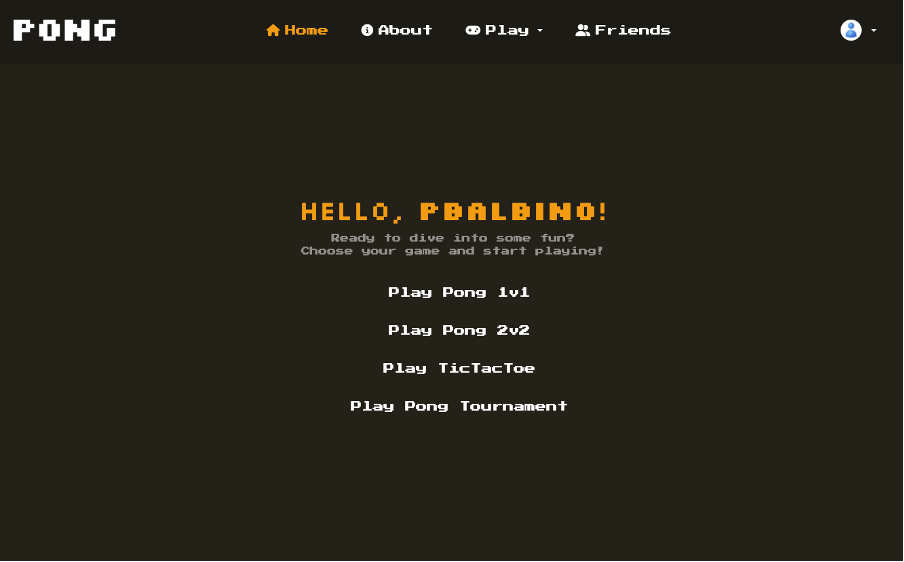 PONG
Home
About
Play
Friends
HELLO, PBALBINO!
Ready to dive into some fun?
Choose your game and start playing!
Play Pong 1v1
Play Pong 2v2
Play TicTacToe
Play Pong Tournament